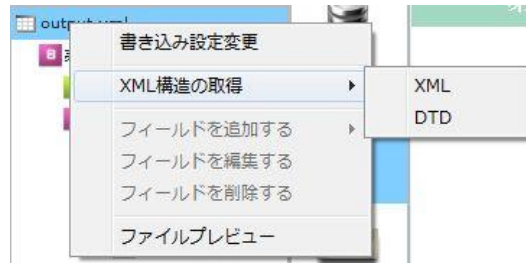 書き込み設定変更
XML構造の取得
XML
DTD
フィールドを追加する
フィールドを編集する
フィールドを削除する
ファイルプレビュー